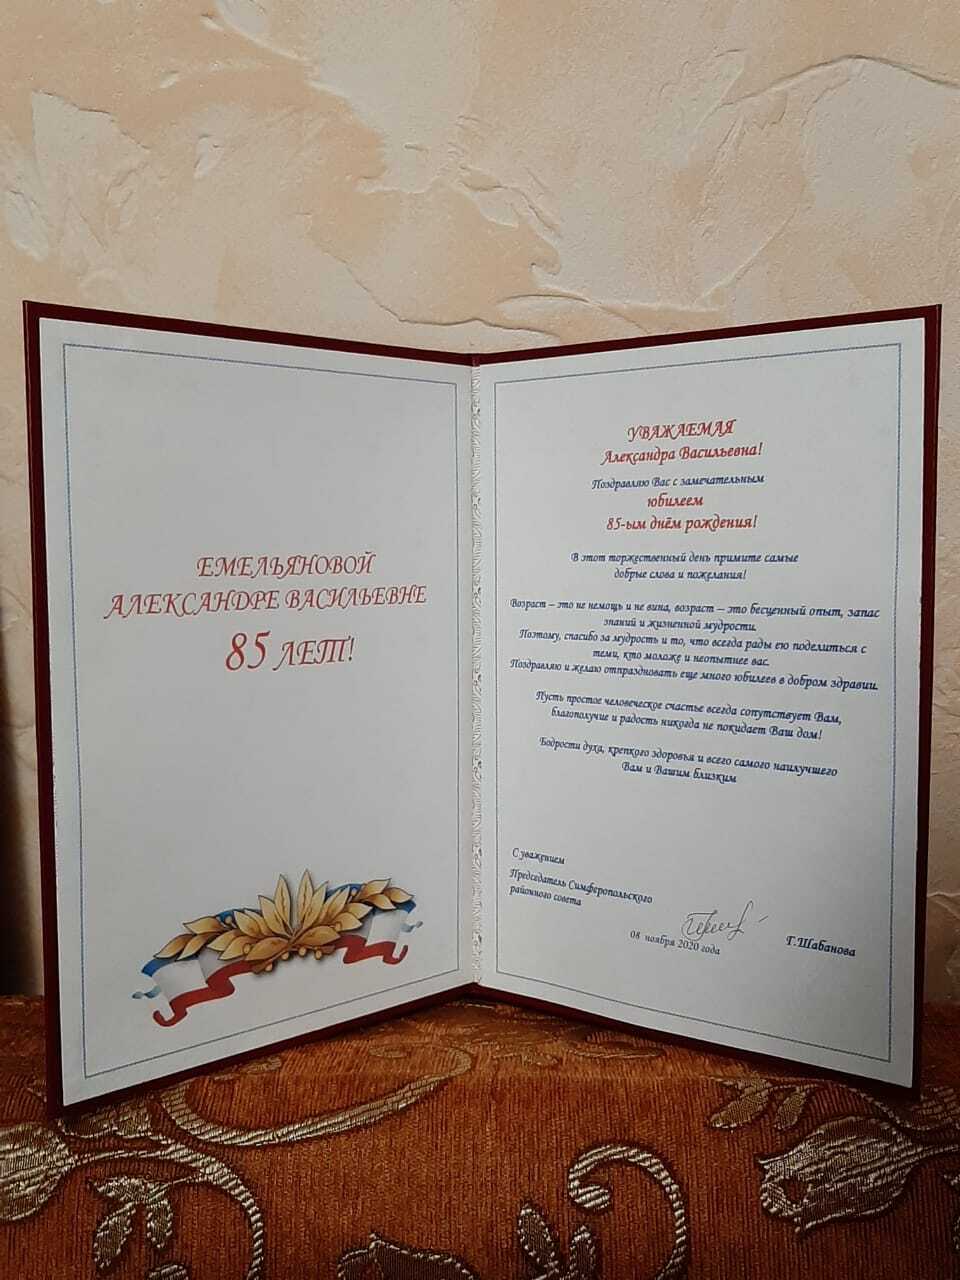 ЕМЕЛЬЯНОВОЙ
АЛЕКСАНДРЕ ВАСИЛЬЕВНЕ
85 ЛЕТ!
УВАЖАЕМАЯ
Александра Васильевна!
Поздравляю Вас с замечательным
юбилеем
85-ым днём рождения!
В этот торжественный день примите самые
добрые слова и пожелания!
Возраст – это не немощь и не вина, возраст – это бесценный опыт, запас
знаний и жизненной мудрости.
Поэтому, спасибо за мудрость и то, что всегда рады ею поделиться с
теми, кто моложе и неопытнее вас.
Поздравляю и желаю отпраздновать еще много юбилеев в добром здравии.
Пусть простое человеческое счастье всегда сопутствует Вам,
благополучие и радость никогда не покидает Ваш дом!
Бодрости духа, крепкого здоровья и всего самого наилучшего
Вам и Вашим близким
С уважением
Председатель Симферопольского
районного совета
08 ноября 2020 года
Г.Шабанова